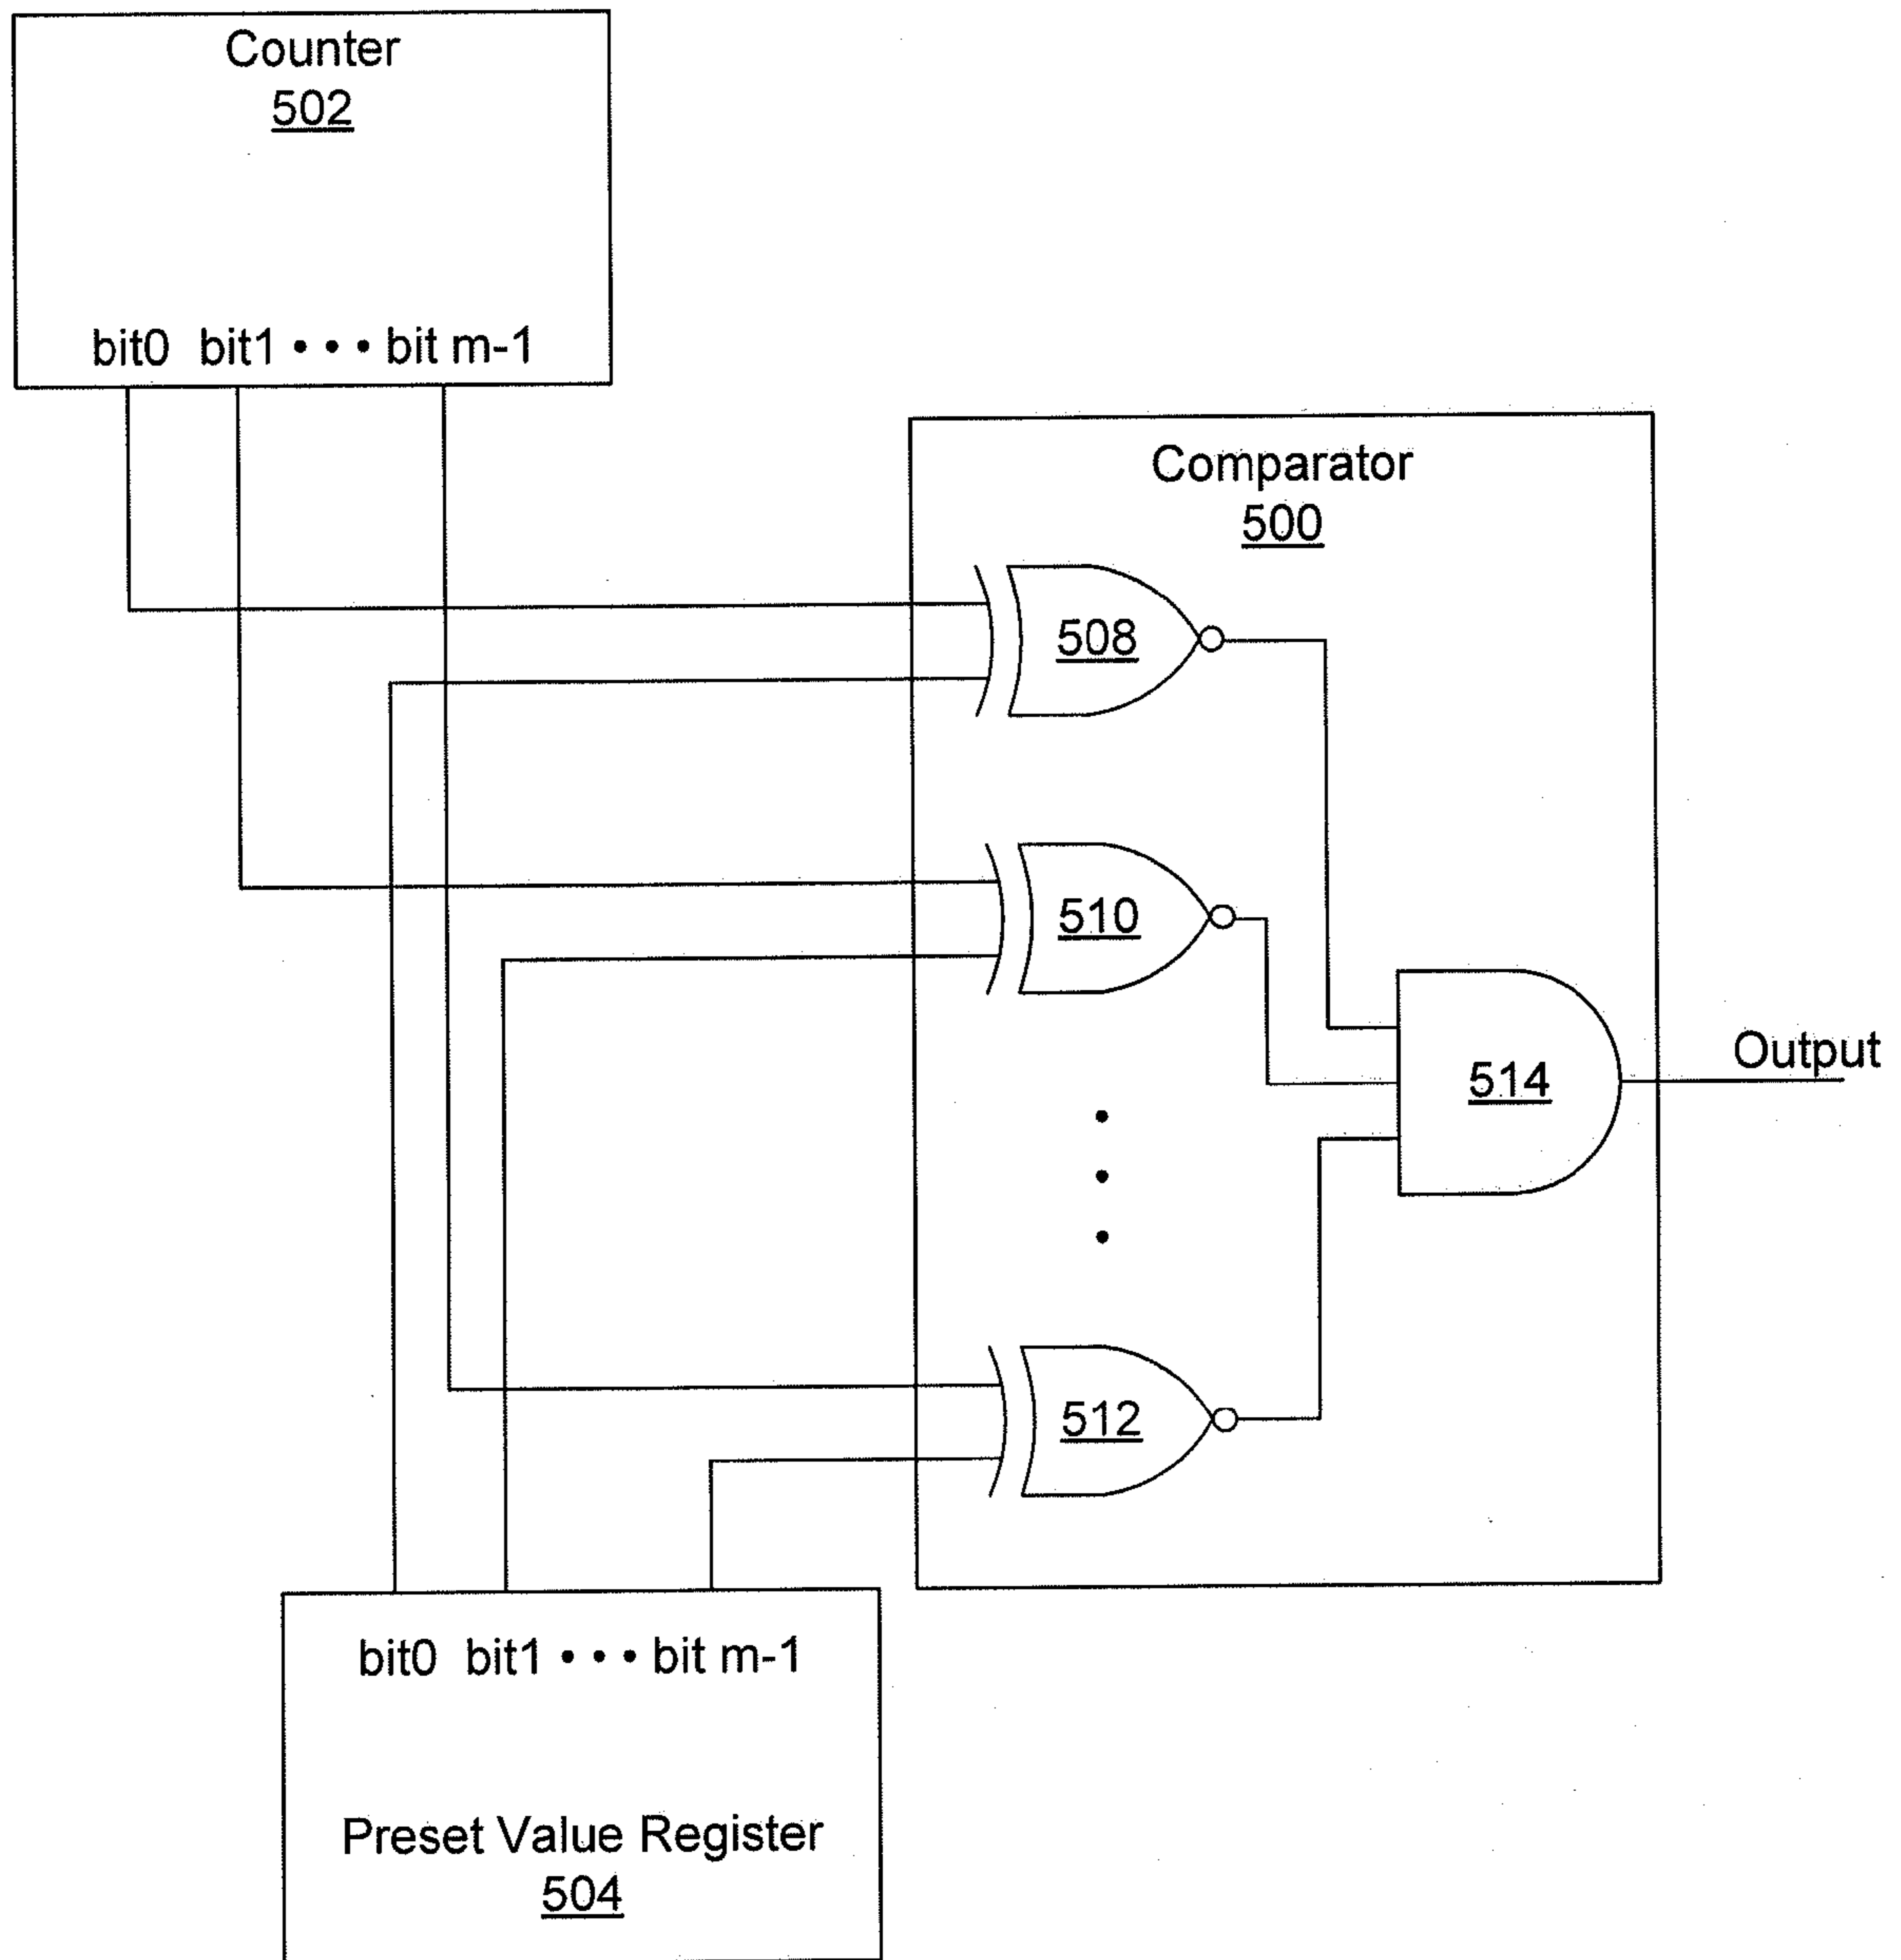 Counter
502
bit0 bit1 • • • bit m-1
Comparator
500
508
510
514
Output
512
bit0 bit1 • • • bit m-1
Preset Value Register
504